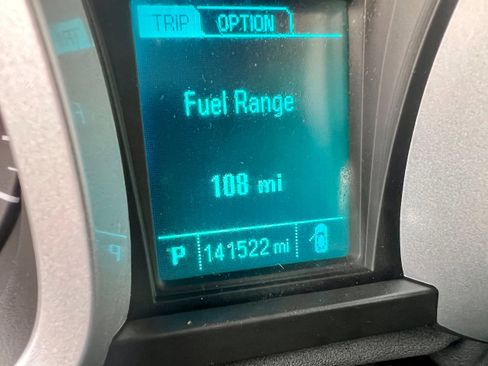 TRIP OPTION
Fuel Range
108 mi
P 141522 mi